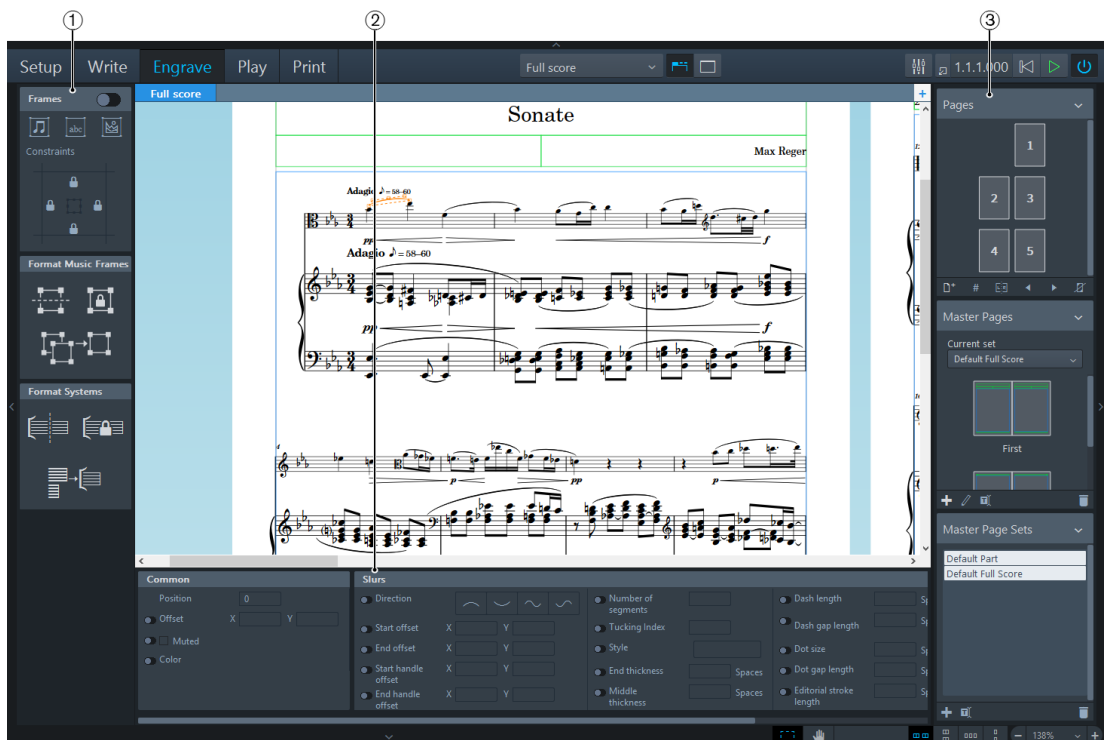 ① ② ③
Setup Write Engrave Play Print Full score 1.1.1.000
Frames
abc
Constraints
Format Music Frames
Format Systems
Full score
Sonate
Max Reger
Adagio ♪ = 58–60
pp f
Adagio ♪ = 58–60
pp f
4
p pp p
Common
Position 0
Offset X Y
Muted
Color
Slurs
Direction
Start offset X Y
End offset X Y
Start handle
offset X Y
End handle
offset X Y
Number of
segments
Tucking Index
Style
End thickness Spaces
Middle
thickness Spaces
Dash length
Dash gap length
Dot size
Dot gap length
Editorial stroke
length
Pages
1
2 3
4 5
#
Master Pages
Current set
Default Full Score
First
Master Page Sets
Default Part
Default Full Score
138%